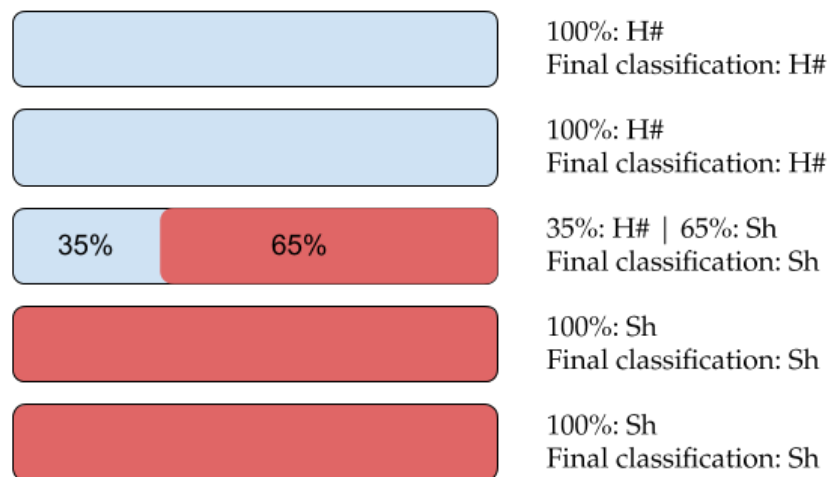 100%: H#
Final classification: H#
100%: H#
Final classification: H#
35%
65%
35%: H# | 65%: Sh
Final classification: Sh
100%: Sh
Final classification: Sh
100%: Sh
Final classification: Sh